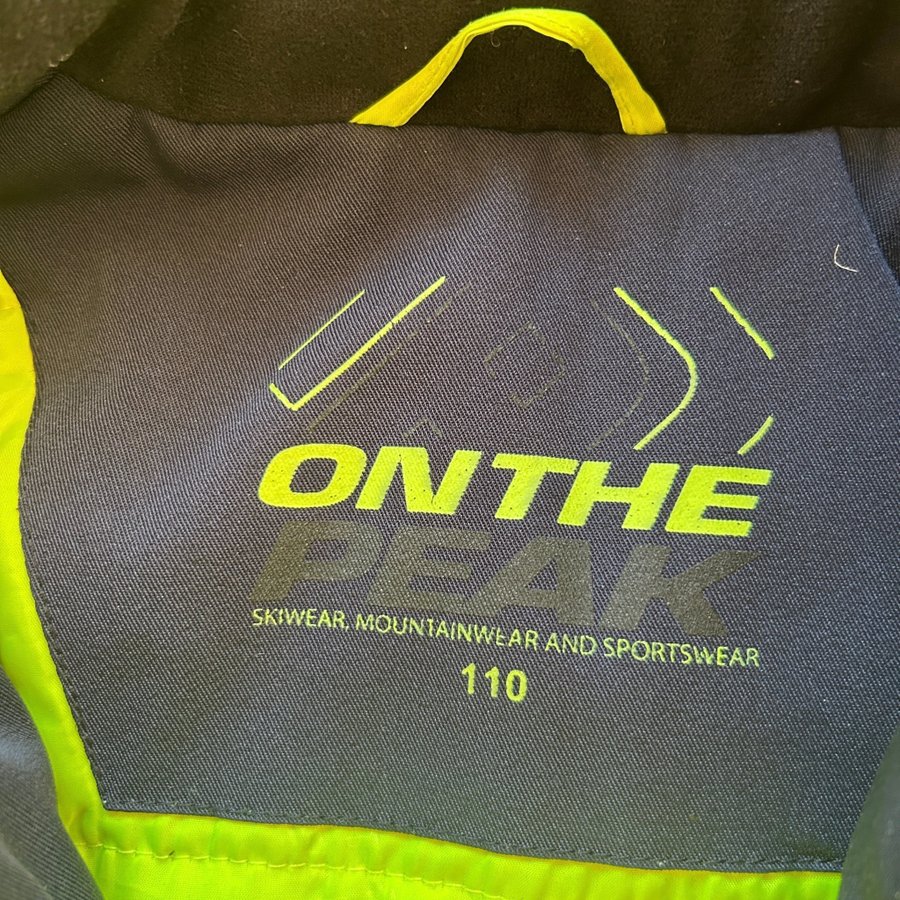 ON THE
PEAK
SKIWEAR, MOUNTAINWEAR AND SPORTSWEAR
110